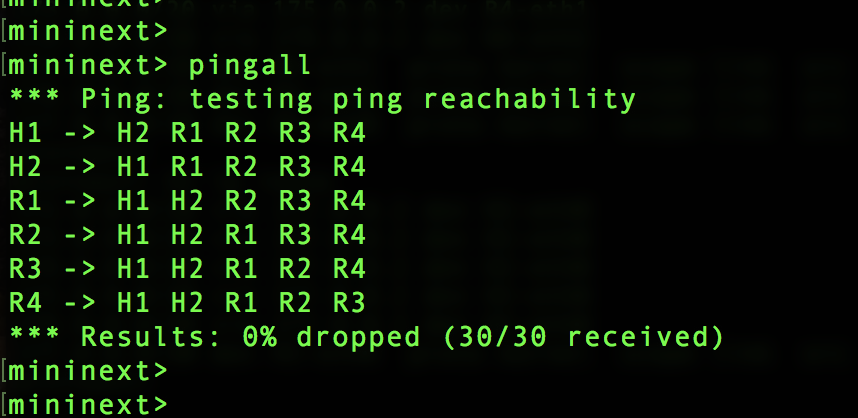 [mininext>
[mininext>
[mininext> pingall
*** Ping: testing ping reachability
H1 -> H2 R1 R2 R3 R4
H2 -> H1 R1 R2 R3 R4
R1 -> H1 H2 R2 R3 R4
R2 -> H1 H2 R1 R3 R4
R3 -> H1 H2 R1 R2 R4
R4 -> H1 H2 R1 R2 R3
*** Results: 0% dropped (30/30 received)
[mininext>
[mininext>